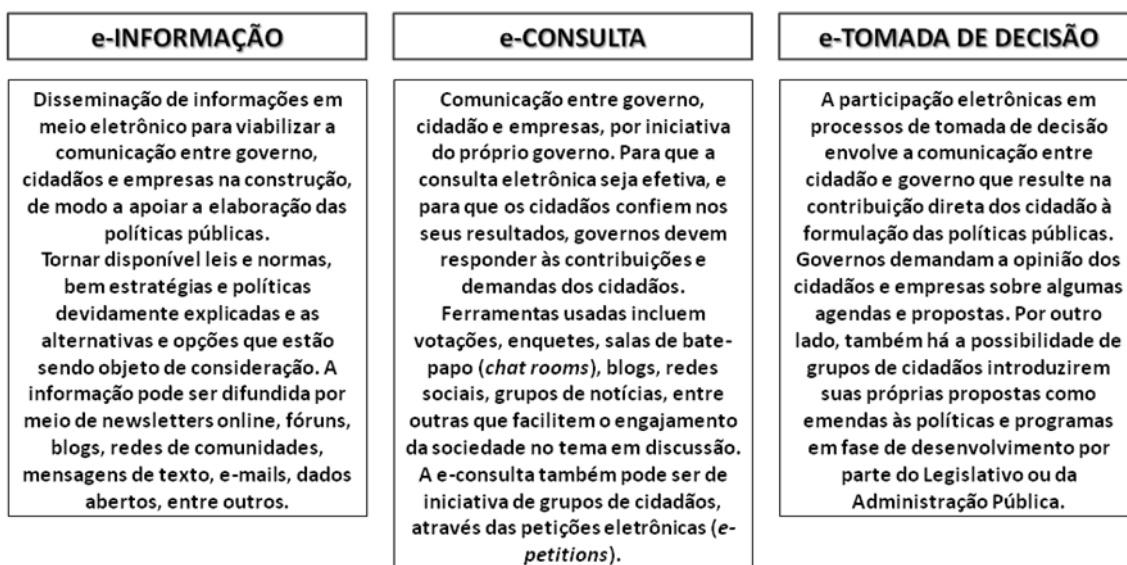 e-INFORMAÇÃO
Disseminação de informações em
meio eletrônico para viabilizar a
comunicação entre governo,
cidadãos e empresas na construção,
de modo a apoiar a elaboração das
políticas públicas.
Tornar disponível leis e normas,
bem estratégias e políticas
devidamente explicadas e as
alternativas e opções que estão
sendo objeto de consideração. A
informação pode ser difundida por
meio de newsletters online, fóruns,
blogs, redes de comunidades,
mensagens de texto, e-mails, dados
abertos, entre outros.
e-CONSULTA
Comunicação entre governo,
cidadão e empresas, por iniciativa
do próprio governo. Para que a
consulta eletrônica seja efetiva, e
para que os cidadãos confiem nos
seus resultados, governos devem
responder às contribuições e
demandas dos cidadãos.
Ferramentas usadas incluem
votações, enquetes, salas de bate-
papo (chat rooms), blogs, redes
sociais, grupos de notícias, entre
outras que facilitem o engajamento
da sociedade no tema em discussão.
A e-consulta também pode ser de
iniciativa de grupos de cidadãos,
através das petições eletrônicas (e-
petitions).
e-TOMADA DE DECISÃO
A participação eletrônicas em
processos de tomada de decisão
envolve a comunicação entre
cidadão e governo que resulte na
contribuição direta dos cidadão à
formulação das políticas públicas.
Governos demandam a opinião dos
cidadãos e empresas sobre algumas
agendas e propostas. Por outro
lado, também há a possibilidade de
grupos de cidadãos introduzirem
suas próprias propostas como
emendas às políticas e programas
em fase de desenvolvimento por
parte do Legislativo ou da
Administração Pública.